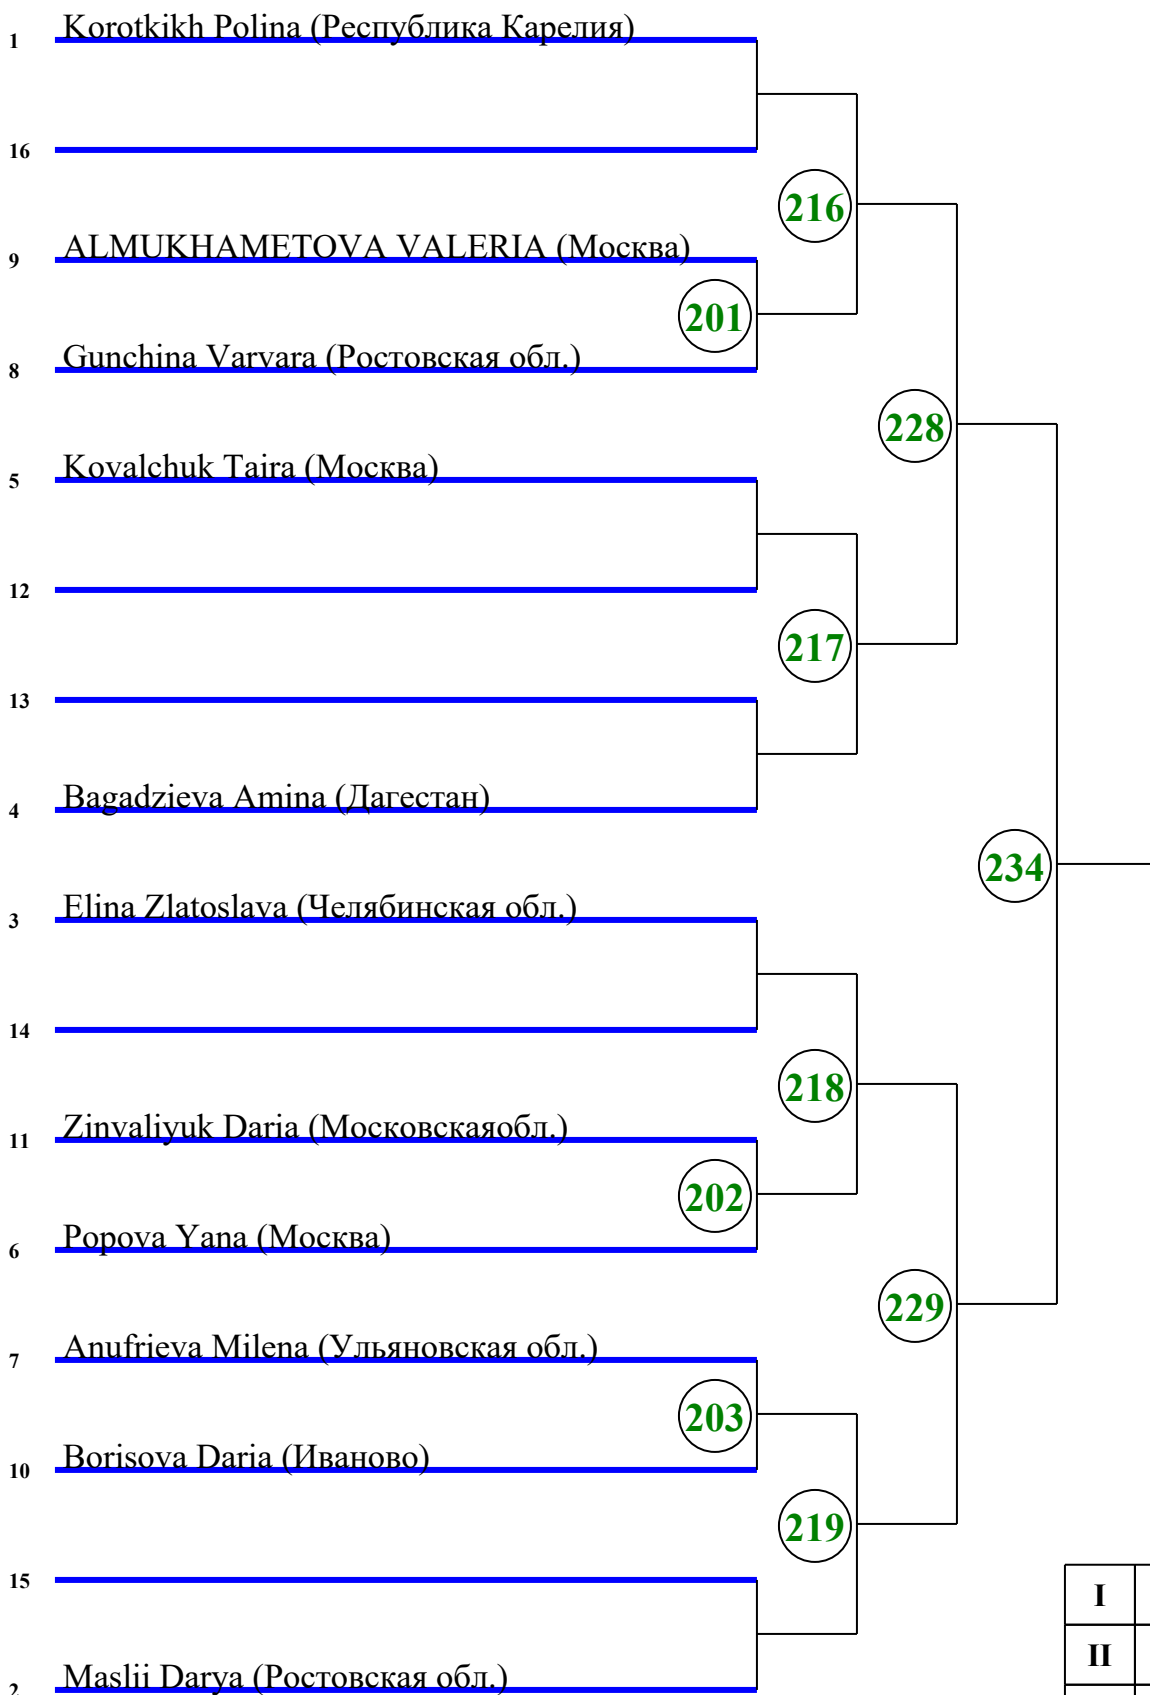 1 Korotkikh Polina (Республика Карелия)
16
216
9 ALMUKHAMETOVA VALERIA (Москва)
201
8 Gunchina Varvara (Ростовская обл.)
228
5 Kovalchuk Taira (Москва)
12
217
13
4 Bagadzieva Amina (Дагестан)
234
3 Elina Zlatoslava (Челябинская обл.)
14
218
11 Zinvaliyuk Daria (Московскаяобл.)
202
6 Popova Yana (Москва)
229
7 Anufrieva Milena (Ульяновская обл.)
203
10 Borisova Daria (Иваново)
219
15
I
II
2 Maslii Darya (Ростовская обл.)